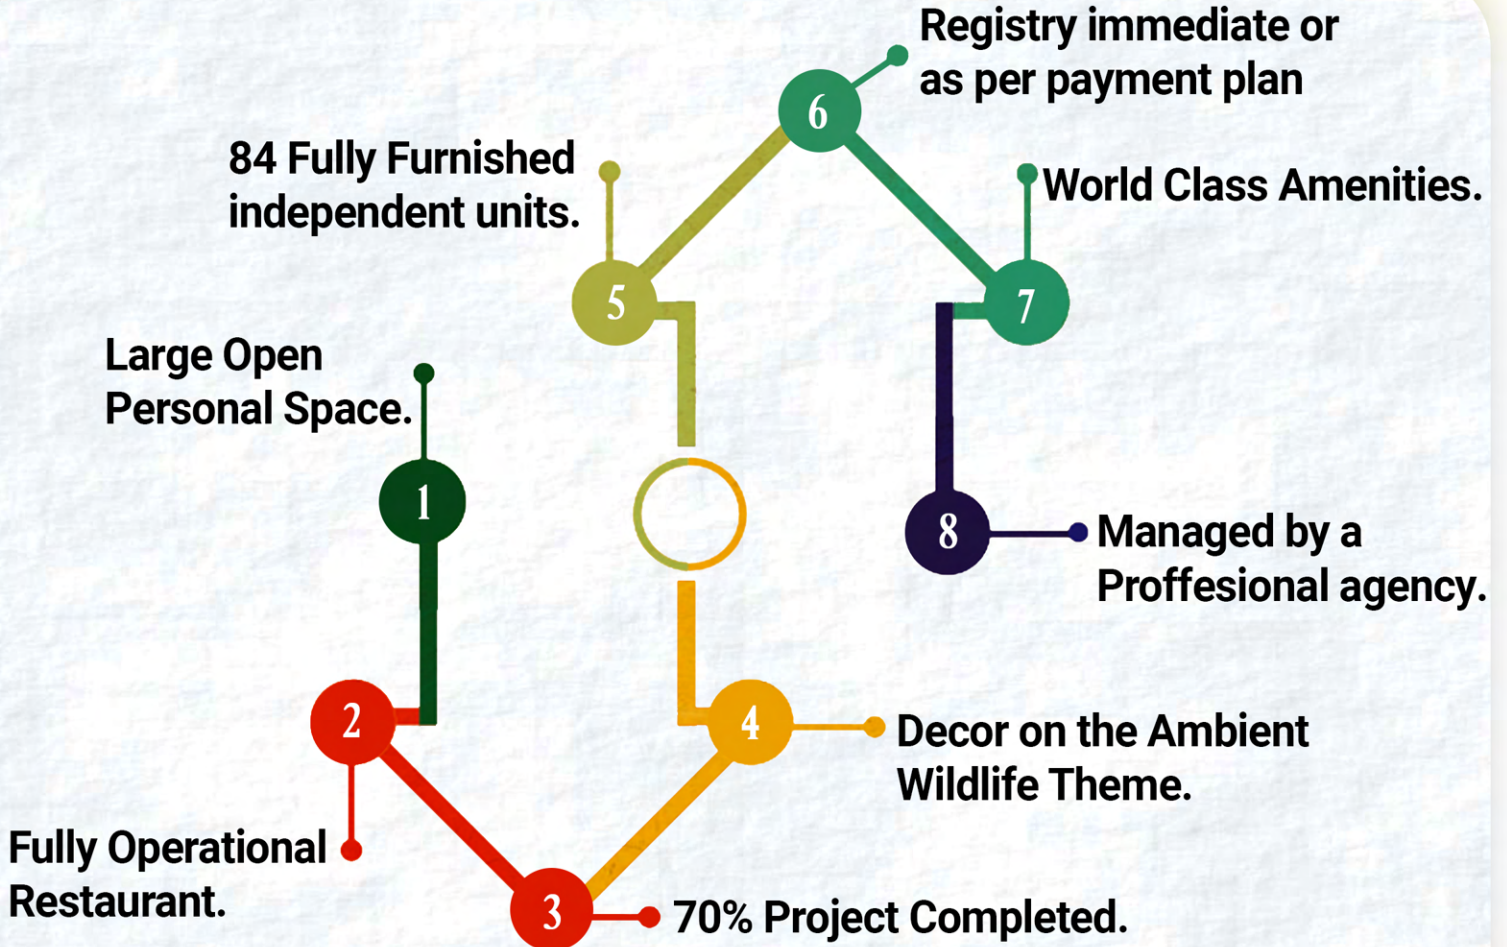 1
Large Open
Personal Space.
2
Fully Operational
Restaurant.
3
70% Project Completed.
4
Decor on the Ambient
Wildlife Theme.
5
84 Fully Furnished
independent units.
6
Registry immediate or
as per payment plan
7
World Class Amenities.
8
Managed by a
Proffesional agency.